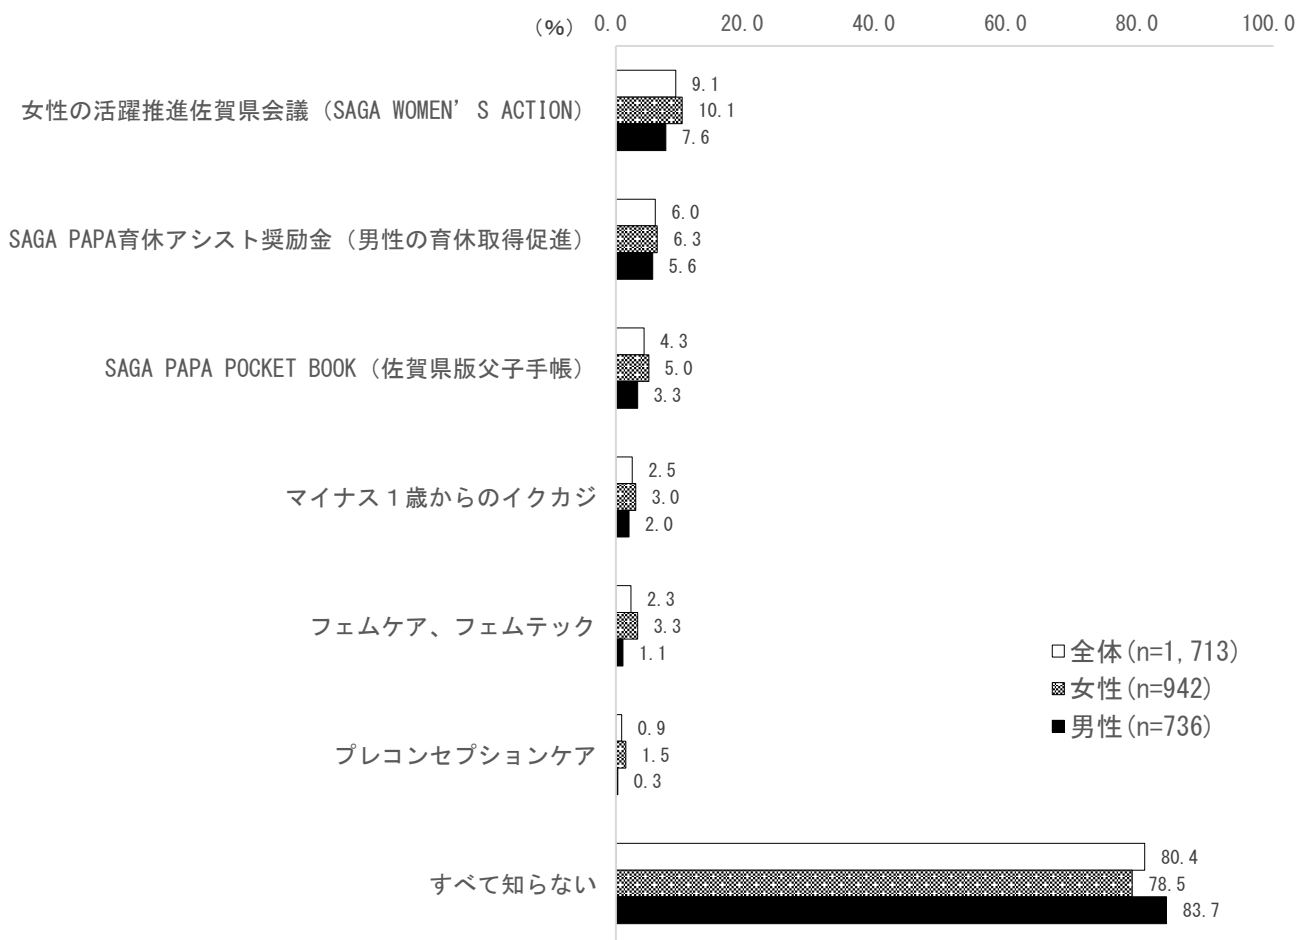 (%) 0.0 20.0 40.0 60.0 80.0 100.0
女性の活躍推進佐賀県会議（SAGA WOMEN’S ACTION）
9.1
10.1
7.6
SAGA PAPA育休アシスト奨励金（男性の育休取得促進）
6.0
6.3
5.6
SAGA PAPA POCKET BOOK（佐賀県版父子手帳）
4.3
5.0
3.3
マイナス１歳からのイクカジ
2.5
3.0
2.0
フェムケア、フェムテック
2.3
3.3
1.1
プレコンセプションケア
0.9
1.5
0.3
すべて知らない
80.4
78.5
83.7
全体(n=1,713)
女性(n=942)
男性(n=736)